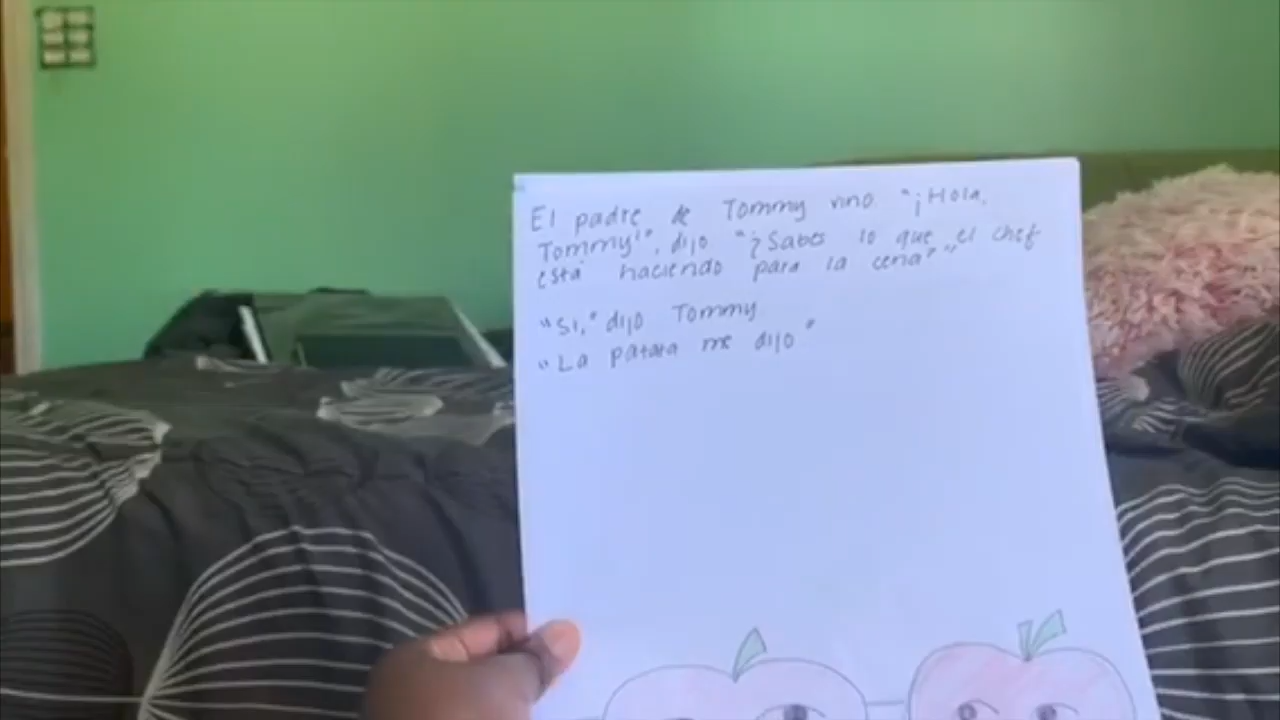 El padre de Tommy vino "¡Hola,
Tommy!", dijo "¿Sabes lo que el chef
está haciendo para la cena?"
"Si," dijo Tommy
"La patata me dijo"